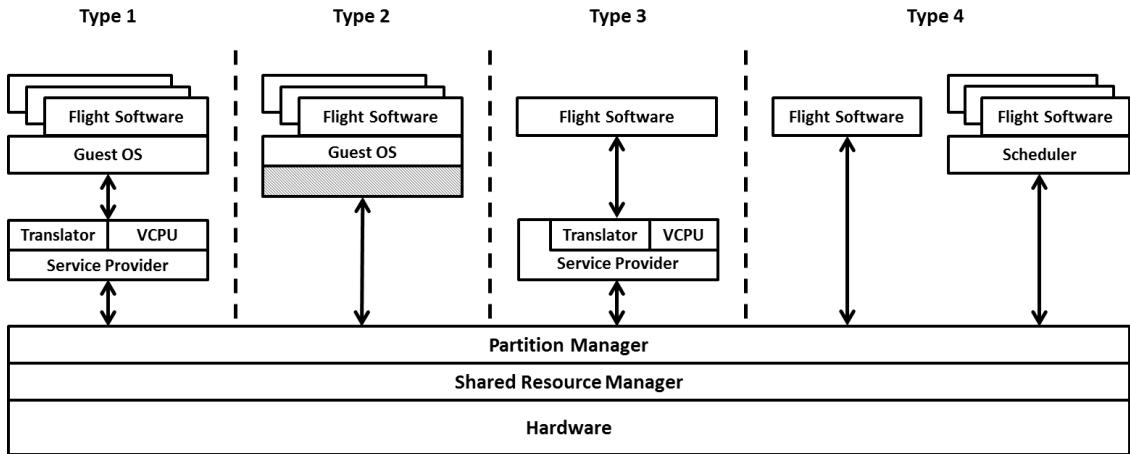 Type 1 Type 2 Type 3 Type 4
Flight Software Flight Software Flight Software Flight Software Flight Software
Guest OS Guest OS Scheduler
Translator VCPU Translator VCPU
Service Provider Service Provider
Partition Manager
Shared Resource Manager
Hardware